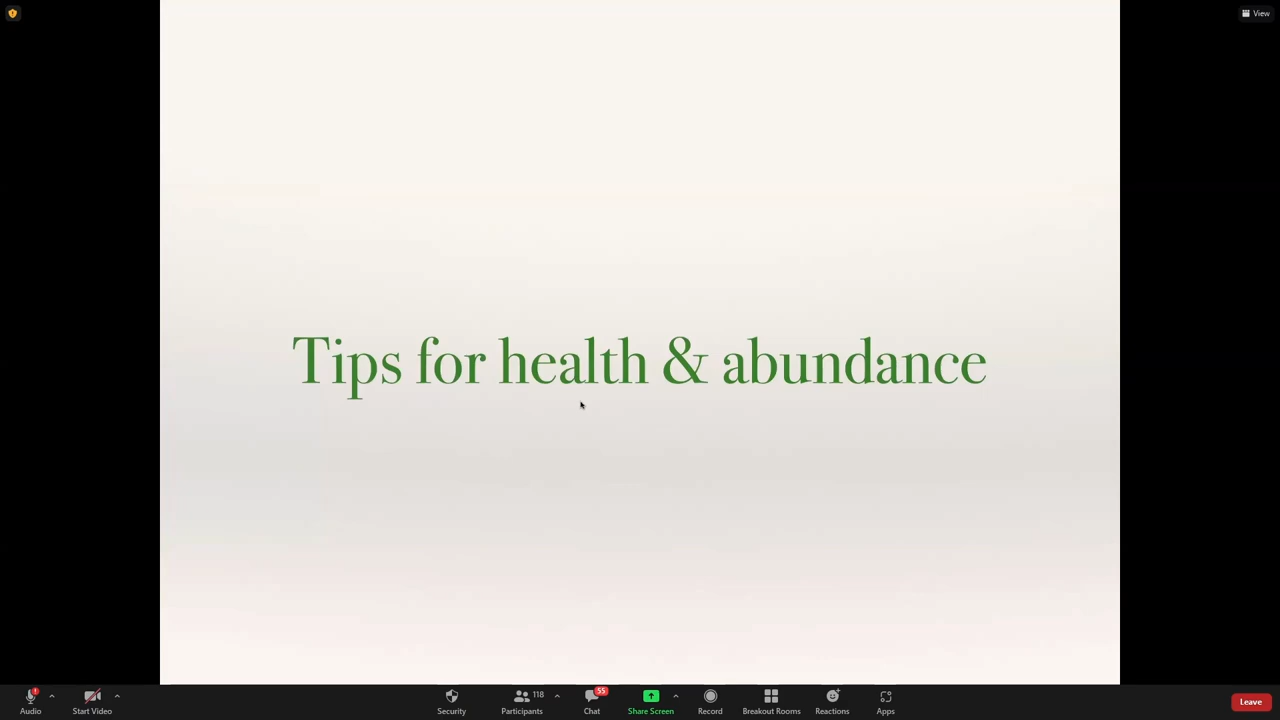 View
Tips for health & abundance
Audio
Start Video
Security
118
Participants
55
Chat
Share Screen
Record
Breakout Rooms
Reactions
Apps
Leave